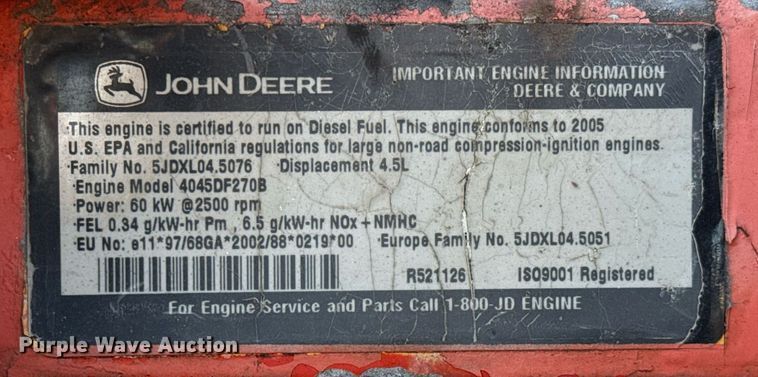 JOHN DEERE
IMPORTANT ENGINE INFORMATION
DEERE & COMPANY
This engine is certified to run on Diesel Fuel. This engine conforms to 2005
U.S. EPA and California regulations for large non-road compression-ignition engines.
Family No. 5JDXL04.5076 Displacement 4.5L
Engine Model 4045DF270B
Power: 60 kW @2500 rpm
FEL 0.34 g/kW-hr Pm 6.5 g/kW-hr NOx + NMHC
EU No: e11*97/68GA*2002/88*0219*00 Europe Family No. 5JDXL04.5051
R521126 ISO9001 Registered
For Engine Service and Parts Call 1-800-JD ENGINE
Purple Wave Auction